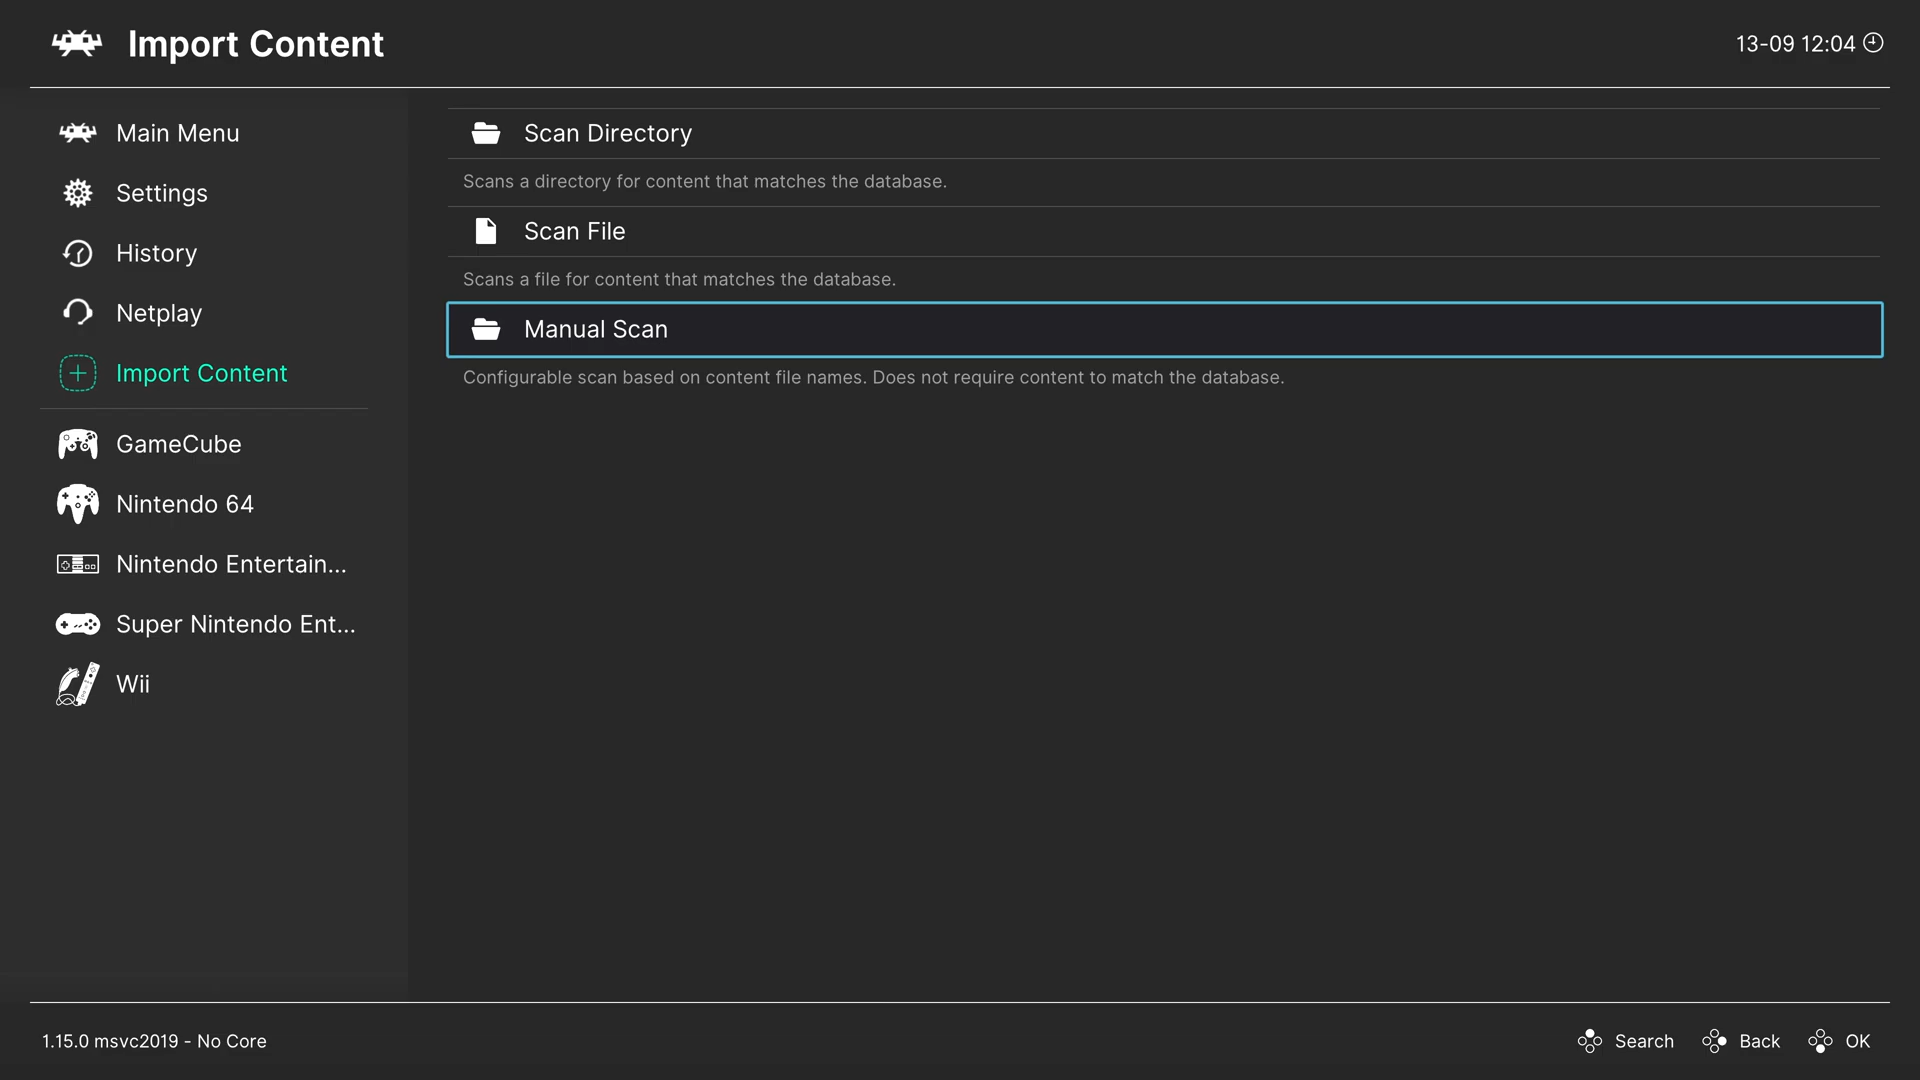 Import Content
13-09 12:04
Main Menu
Settings
History
Netplay
Import Content
GameCube
Nintendo 64
Nintendo Entertain...
Super Nintendo Ent...
Wii
Scan Directory
Scans a directory for content that matches the database.
Scan File
Scans a file for content that matches the database.
Manual Scan
Configurable scan based on content file names. Does not require content to match the database.
1.15.0 msvc2019 - No Core
Search
Back
OK